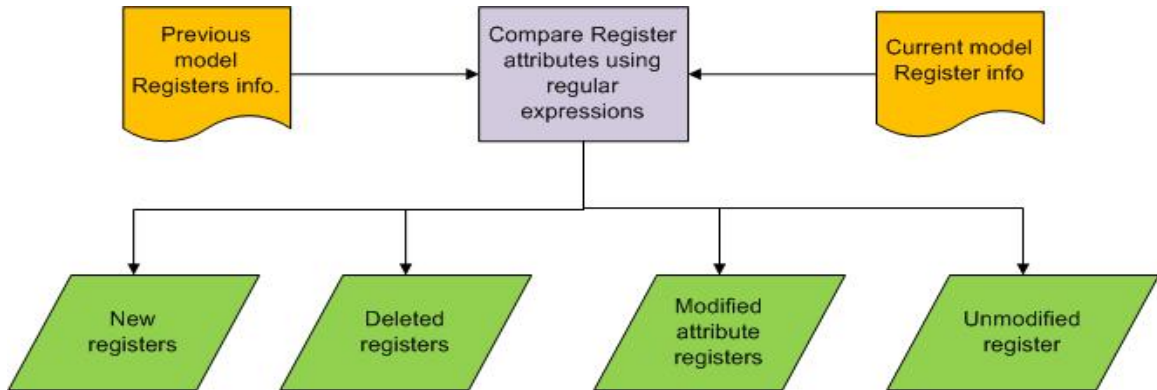 Previous
model
Registers info.
Compare Register
attributes using
regular
expressions
Current model
Register info
New
registers
Deleted
registers
Modified
attribute
registers
Unmodified
register